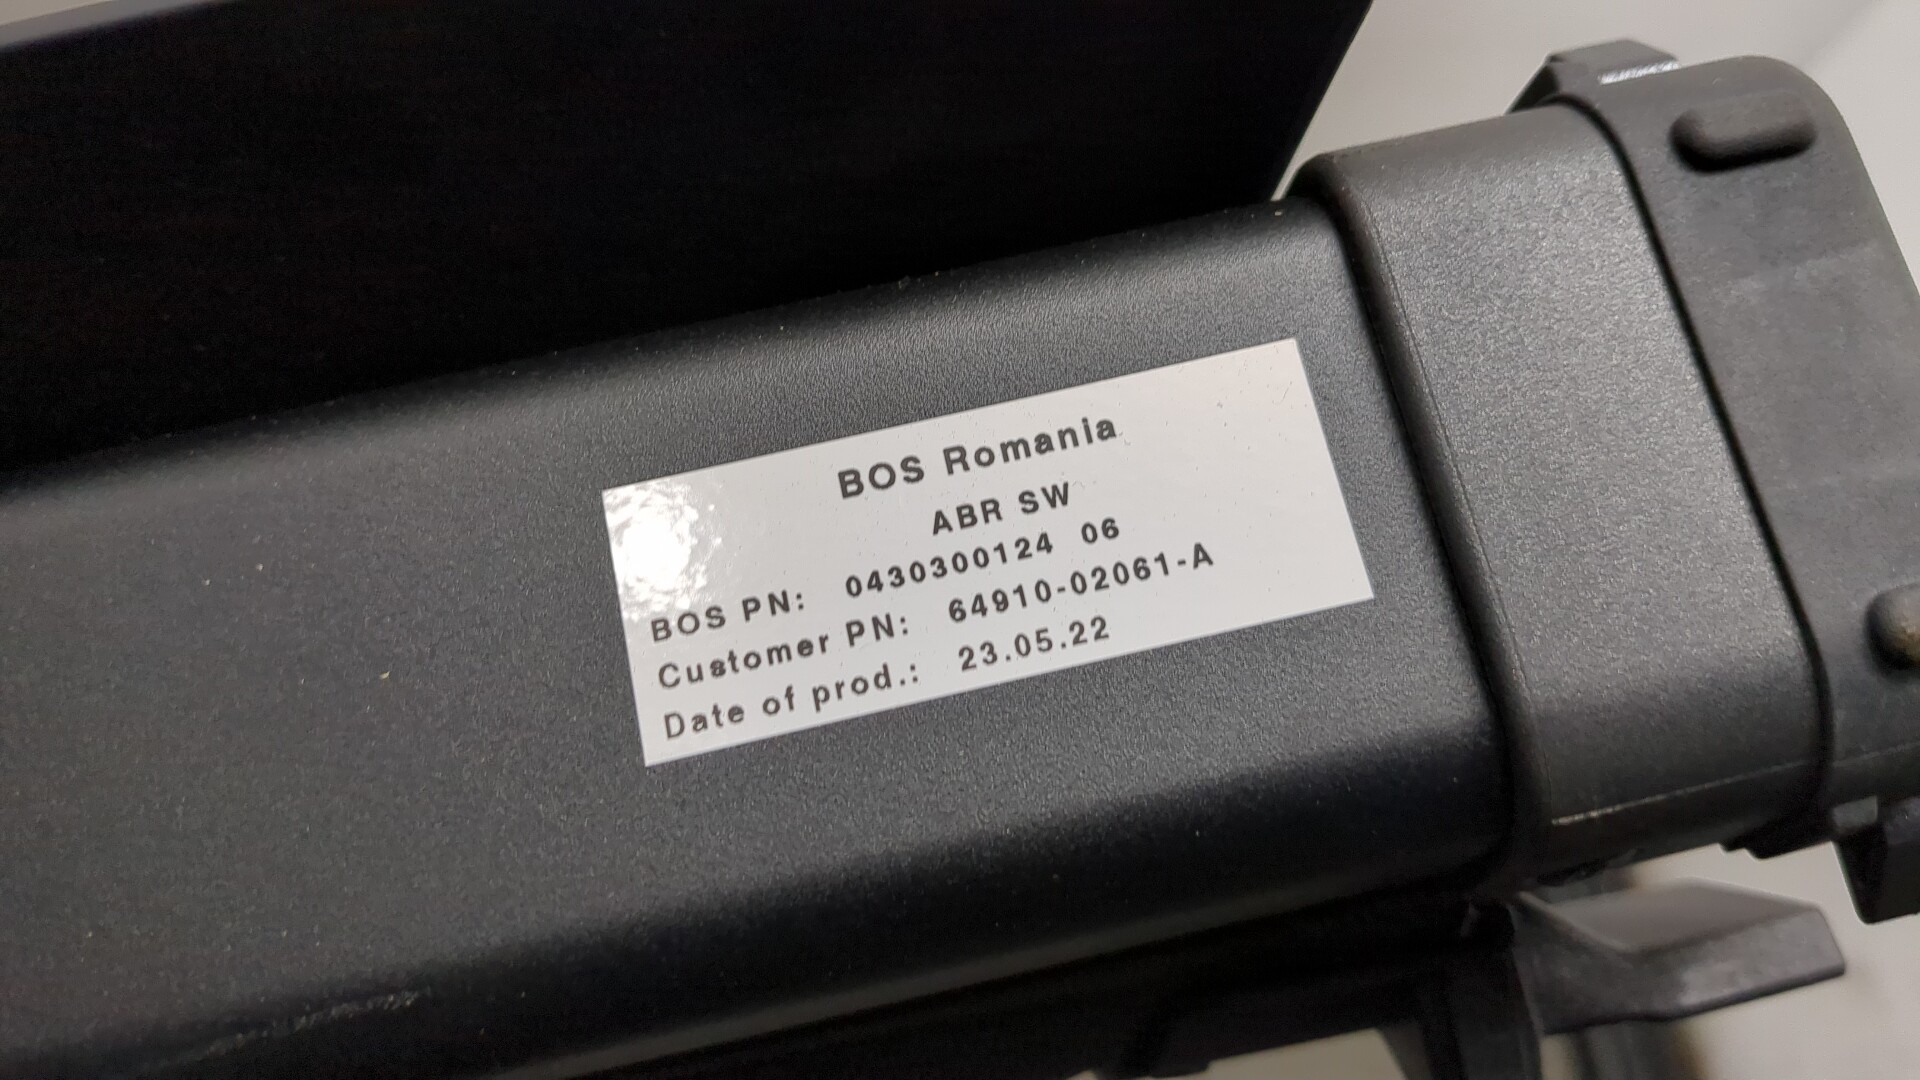 BOS Romania
ABR SW
BOS PN: 0430300124 06
Customer PN: 64910-02061-A
Date of prod.: 23.05.22